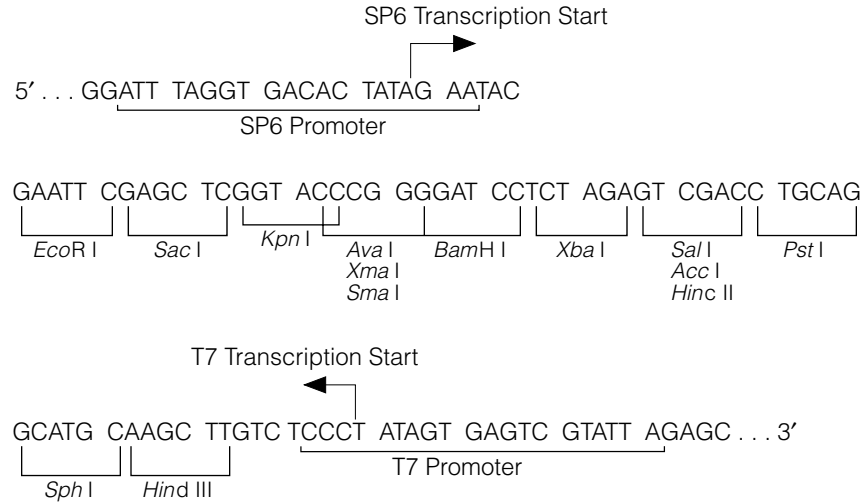 SP6 Transcription Start
5′ . . . GGATT TAGGT GACAC TATAG AATAC
SP6 Promoter
GAATT CGAGC TCGGT ACCCG GGGAT CCTCT AGAGT CGACC TGCAG
EcoR I Sac I Kpn I Ava I BamH I Xba I Sal I Pst I
Xma I Acc I
Sma I Hinc II
T7 Transcription Start
GCATG CAAGC TTGTC TCCCT ATAGT GAGTC GTATT AGAGC . . . 3′
T7 Promoter
Sph I Hind III